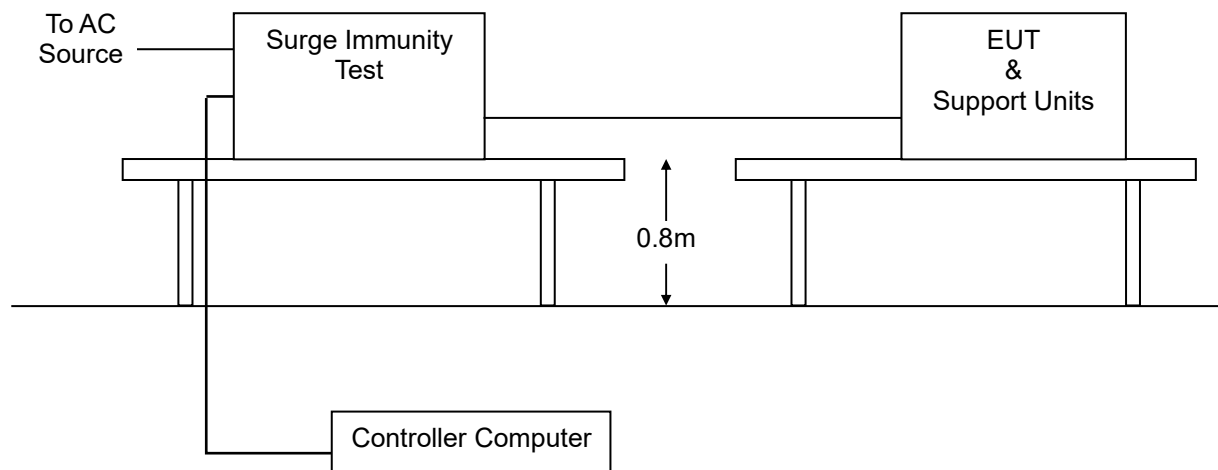 To AC
Source
Surge Immunity
Test
EUT
&
Support Units
0.8m
Controller Computer